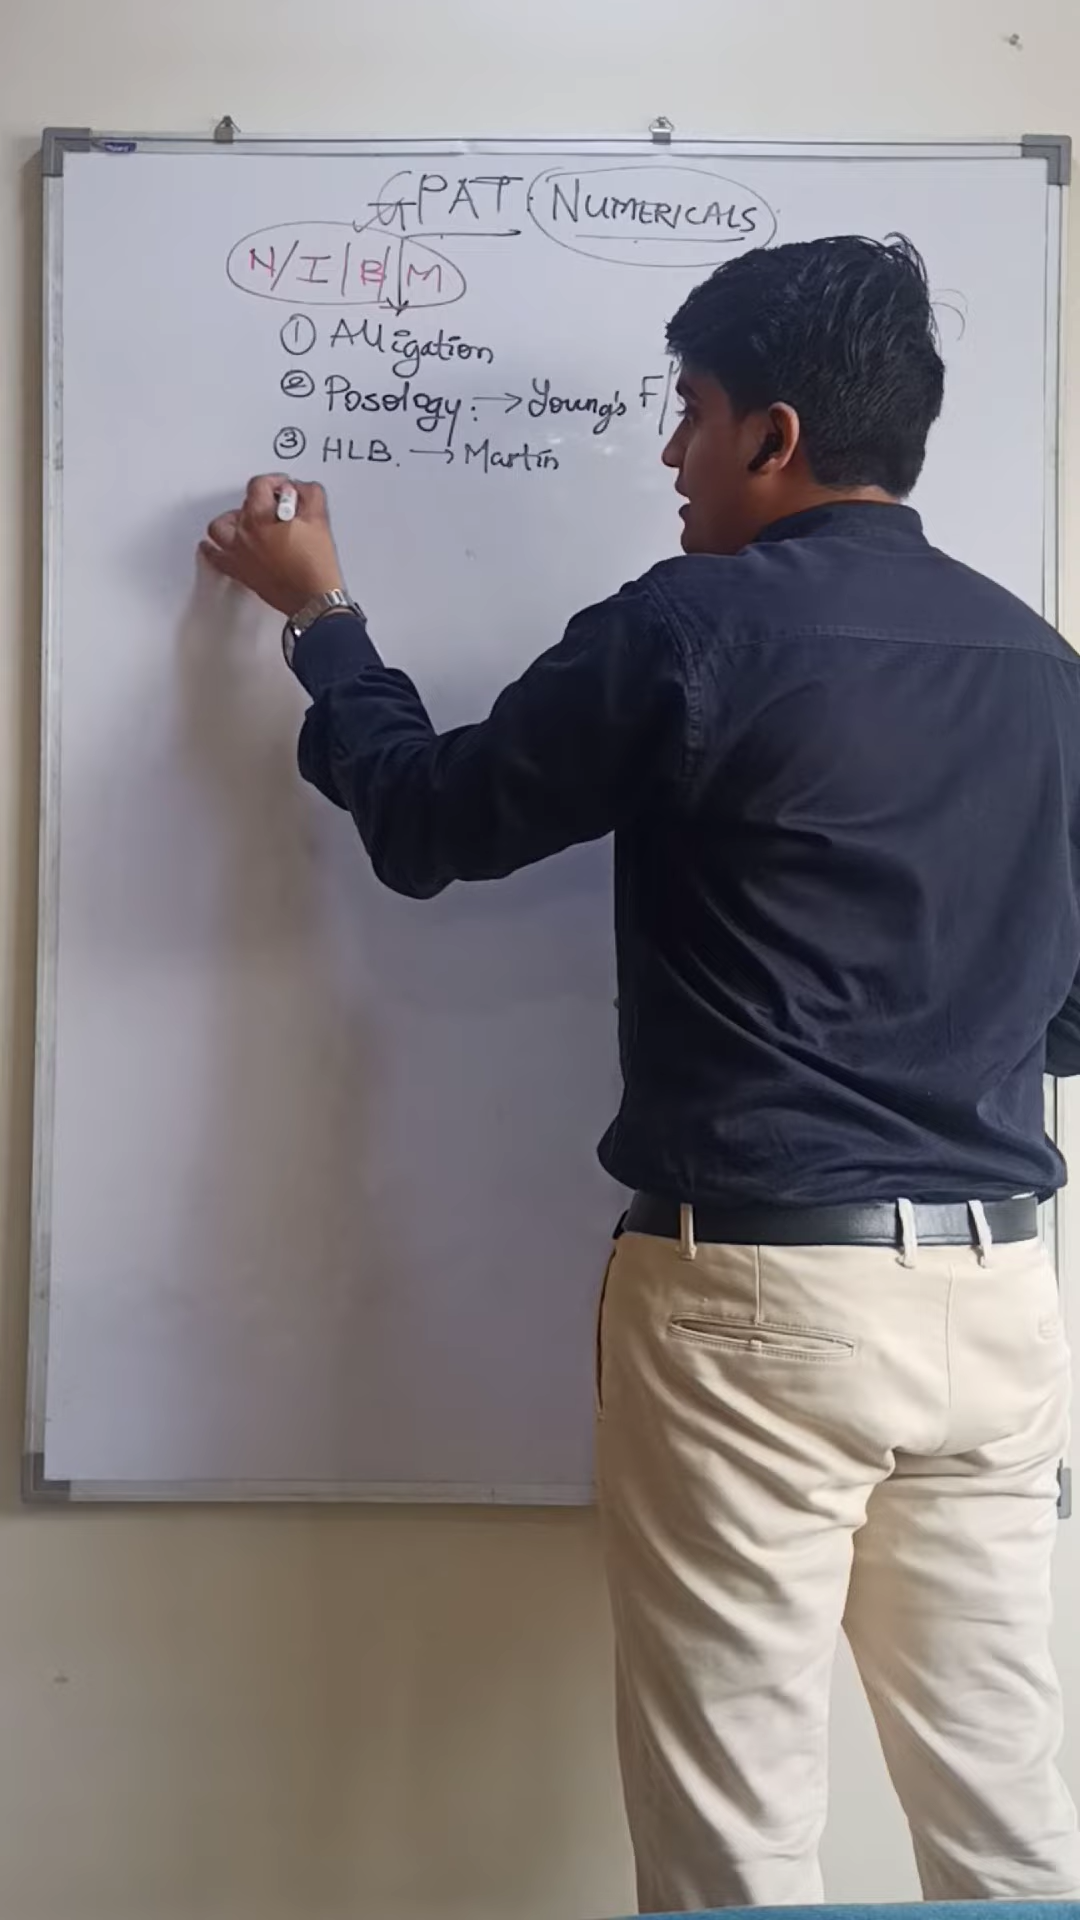 GPAT: NUMERICALS
N/I/B/M
① Alligation
② Posology: → Young's F/
③ HLB. → Martin